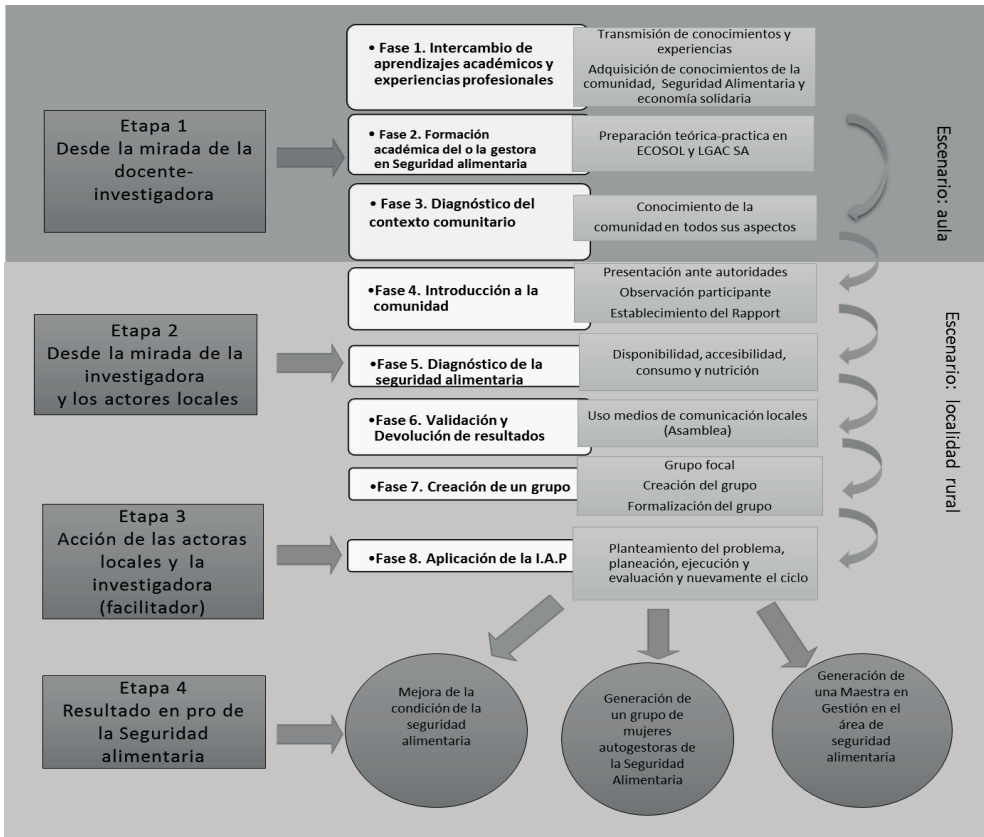 Etapa 1
Desde la mirada de la
docente-
investigadora
• Fase 1. Intercambio de
aprendizajes académicos y
experiencias profesionales
Transmisión de conocimientos y
experiencias
Adquisición de conocimientos de la
comunidad, Seguridad Alimentaria y
economía solidaria
• Fase 2. Formación
académica del o la gestora
en Seguridad alimentaria
Preparación teórica-practica en
ECOSOL y LGAC SA
• Fase 3. Diagnóstico del
contexto comunitario
Conocimiento de la
comunidad en todos sus aspectos
Escenario: aula
Etapa 2
Desde la mirada de la
investigadora
y los actores locales
•Fase 4. Introducción a la
comunidad
Presentación ante autoridades
Observación participante
Establecimiento del Rapport
•Fase 5. Diagnóstico de la
seguridad alimentaria
Disponibilidad, accesibilidad,
consumo y nutrición
•Fase 6. Validación y
Devolución de resultados
Uso medios de comunicación locales
(Asamblea)
•Fase 7. Creación de un grupo
Grupo focal
Creación del grupo
Formalización del grupo
Escenario: localidad rural
Etapa 3
Acción de las actoras
locales y la
investigadora
(facilitador)
•Fase 8. Aplicación de la I.A.P
Planteamiento del problema,
planeación, ejecución y
evaluación y nuevamente el ciclo
Etapa 4
Resultado en pro de
la Seguridad
alimentaria
Mejora de la
condición de la
seguridad
alimentaria
Generación de
un grupo de
mujeres
autogestoras de
la Seguridad
Alimentaria
Generación de
una Maestra en
Gestión en el
área de
seguridad
alimentaria